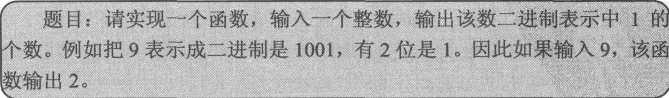 题目：请实现一个函数，输入一个整数，输出该数二进制表示中 1 的
个数。例如把 9 表示成二进制是 1001，有 2 位是 1。因此如果输入 9，该函
数输出 2。